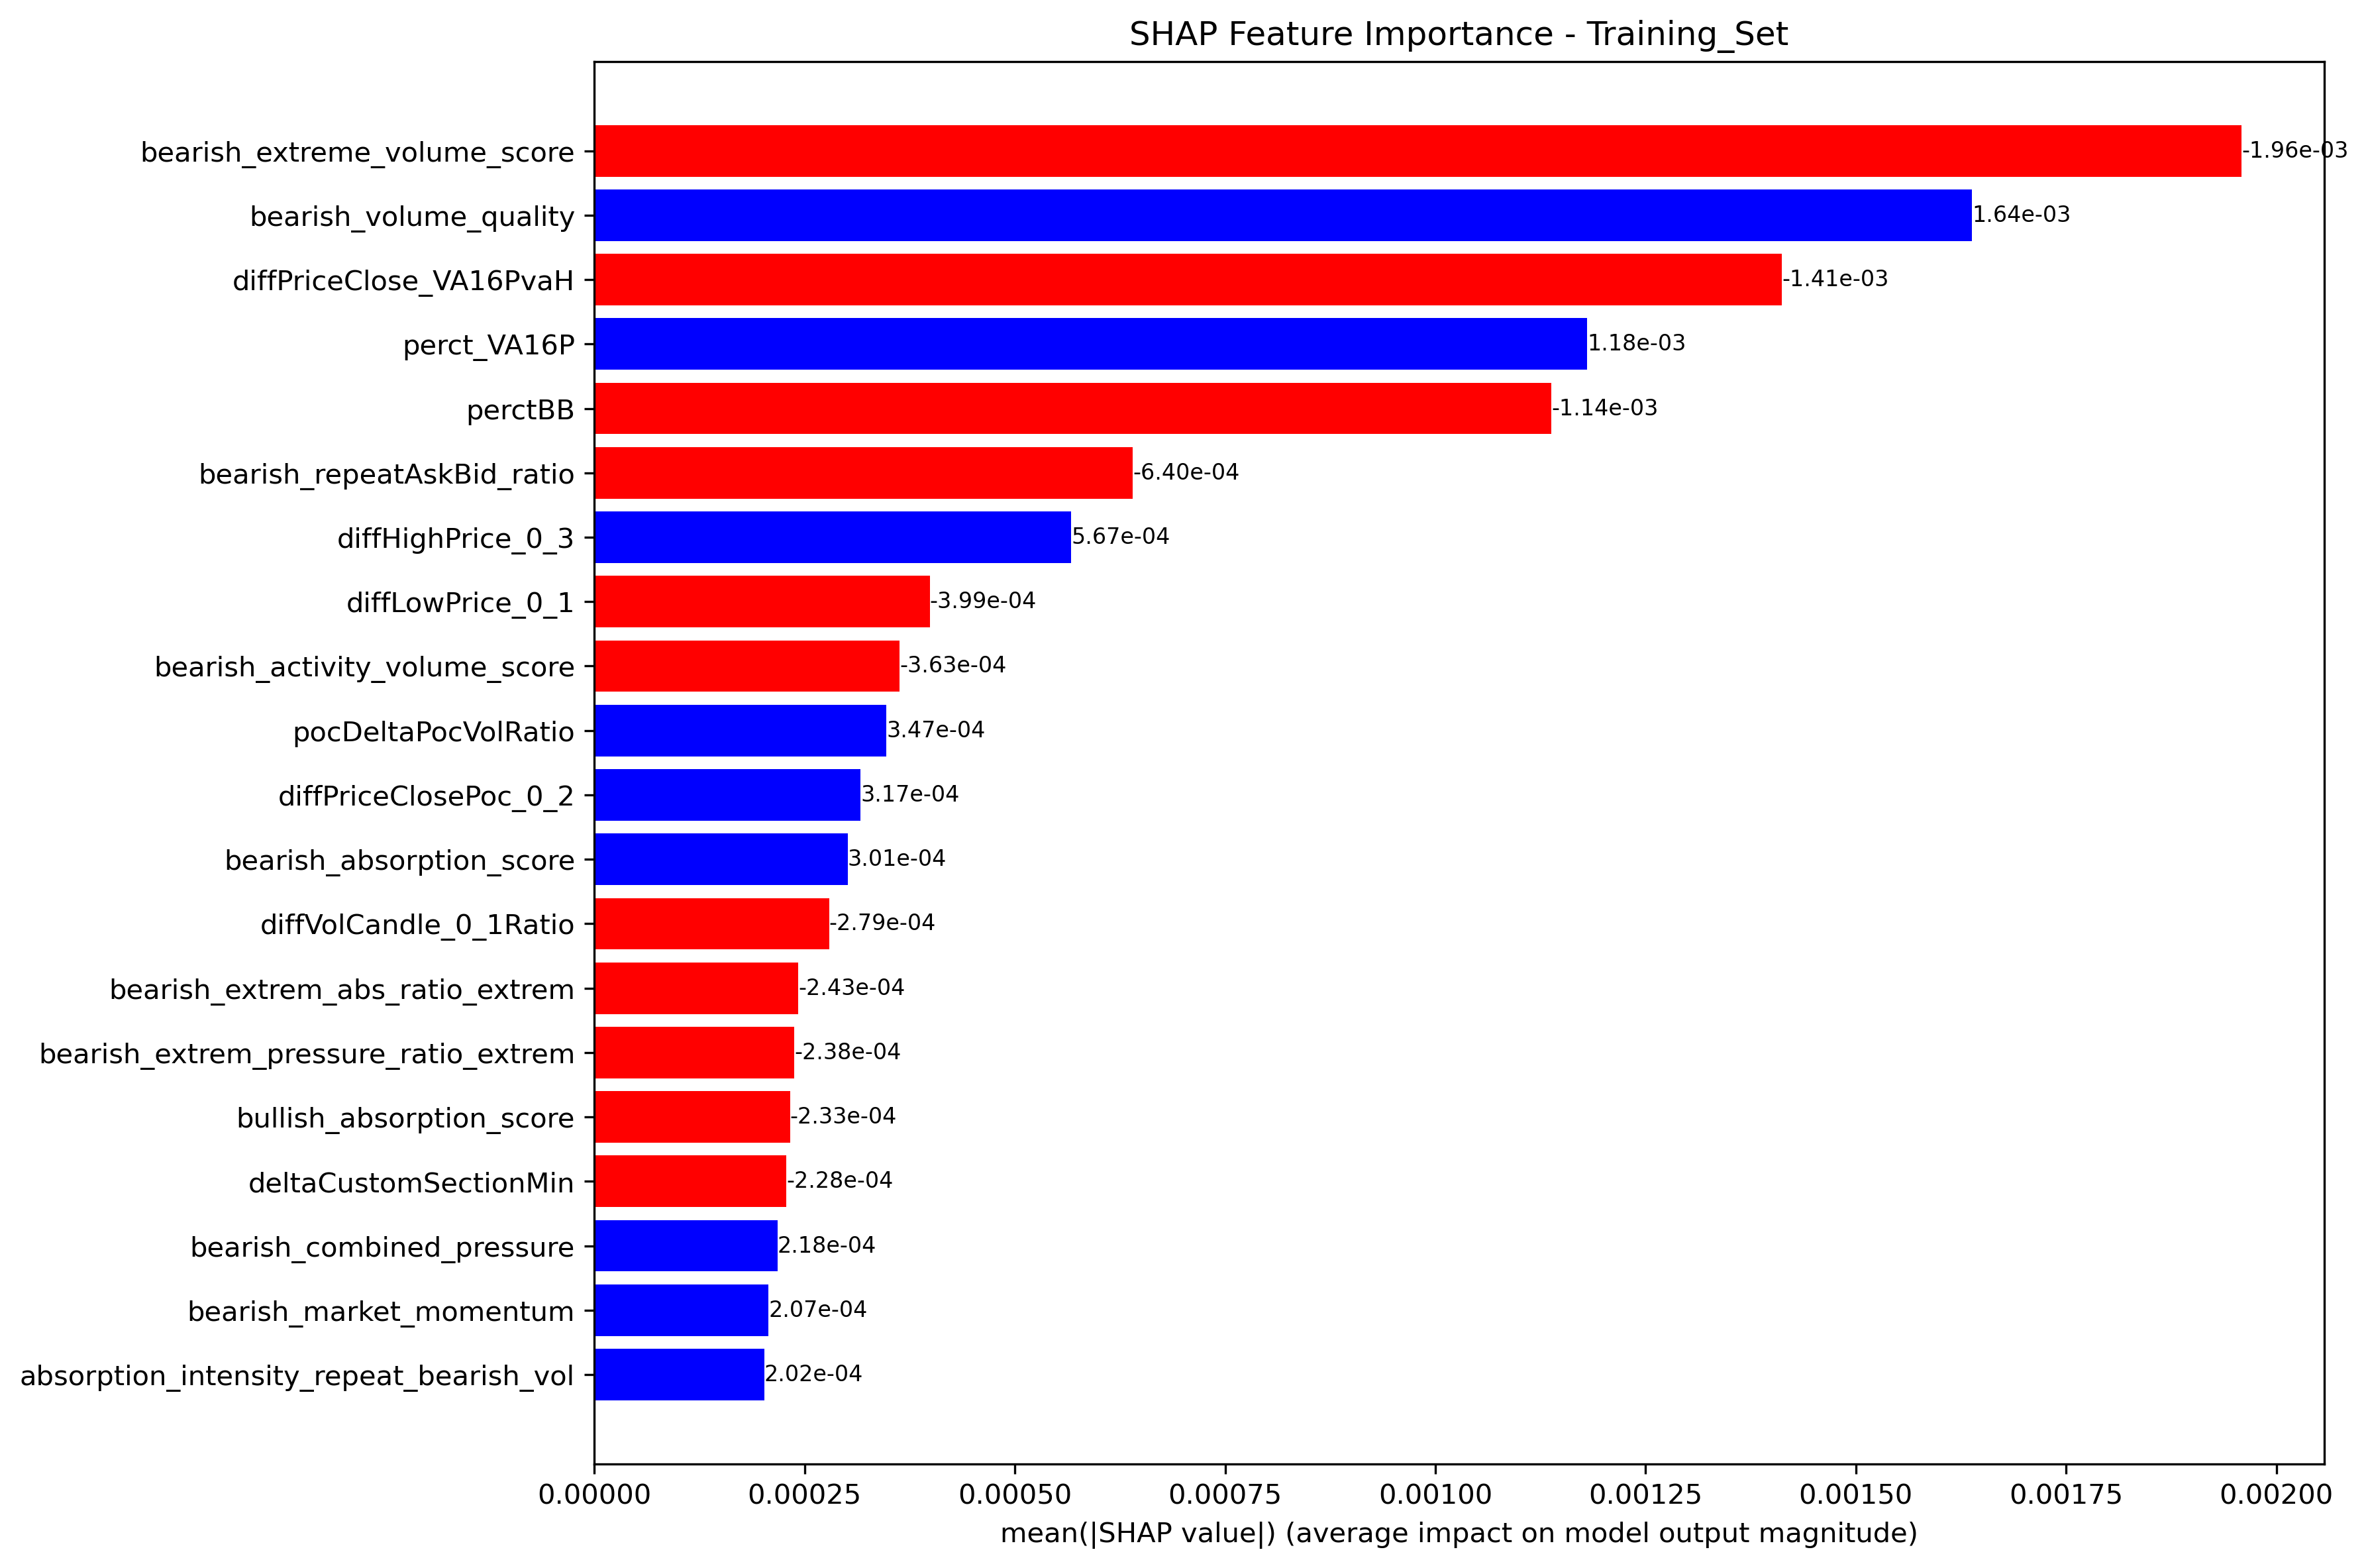 SHAP Feature Importance - Training_Set
bearish_extreme_volume_score -1.96e-03
bearish_volume_quality 1.64e-03
diffPriceClose_VA16PvaH -1.41e-03
perct_VA16P 1.18e-03
perctBB -1.14e-03
bearish_repeatAskBid_ratio -6.40e-04
diffHighPrice_0_3 5.67e-04
diffLowPrice_0_1 -3.99e-04
bearish_activity_volume_score -3.63e-04
pocDeltaPocVolRatio 3.47e-04
diffPriceClosePoc_0_2 3.17e-04
bearish_absorption_score 3.01e-04
diffVolCandle_0_1Ratio -2.79e-04
bearish_extrem_abs_ratio_extrem -2.43e-04
bearish_extrem_pressure_ratio_extrem -2.38e-04
bullish_absorption_score -2.33e-04
deltaCustomSectionMin -2.28e-04
bearish_combined_pressure 2.18e-04
bearish_market_momentum 2.07e-04
absorption_intensity_repeat_bearish_vol 2.02e-04
0.00000 0.00025 0.00050 0.00075 0.00100 0.00125 0.00150 0.00175 0.00200
mean(|SHAP value|) (average impact on model output magnitude)